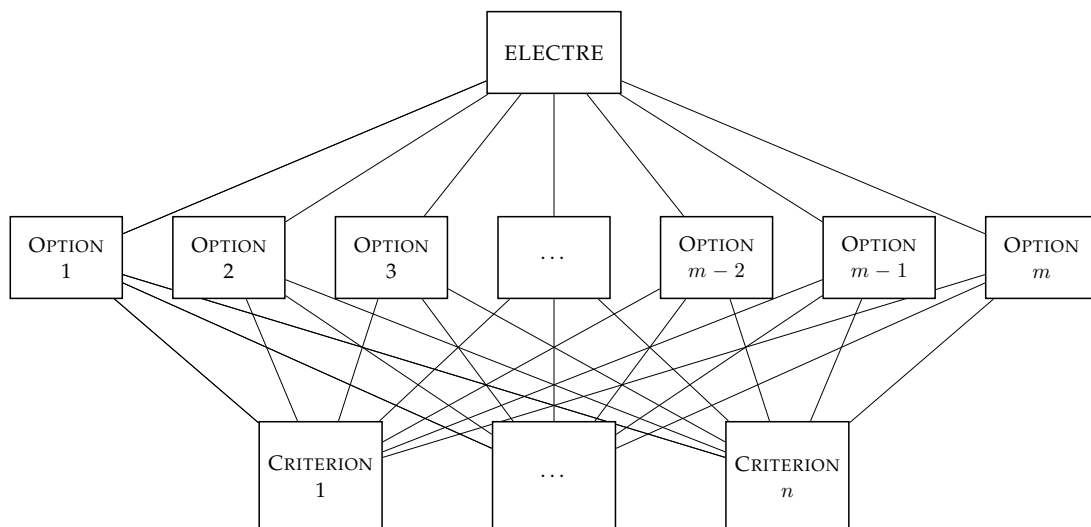 ELECTRE
OPTION
1
OPTION
2
OPTION
3
...
OPTION
m − 2
OPTION
m − 1
OPTION
m
CRITERION
1
...
CRITERION
n